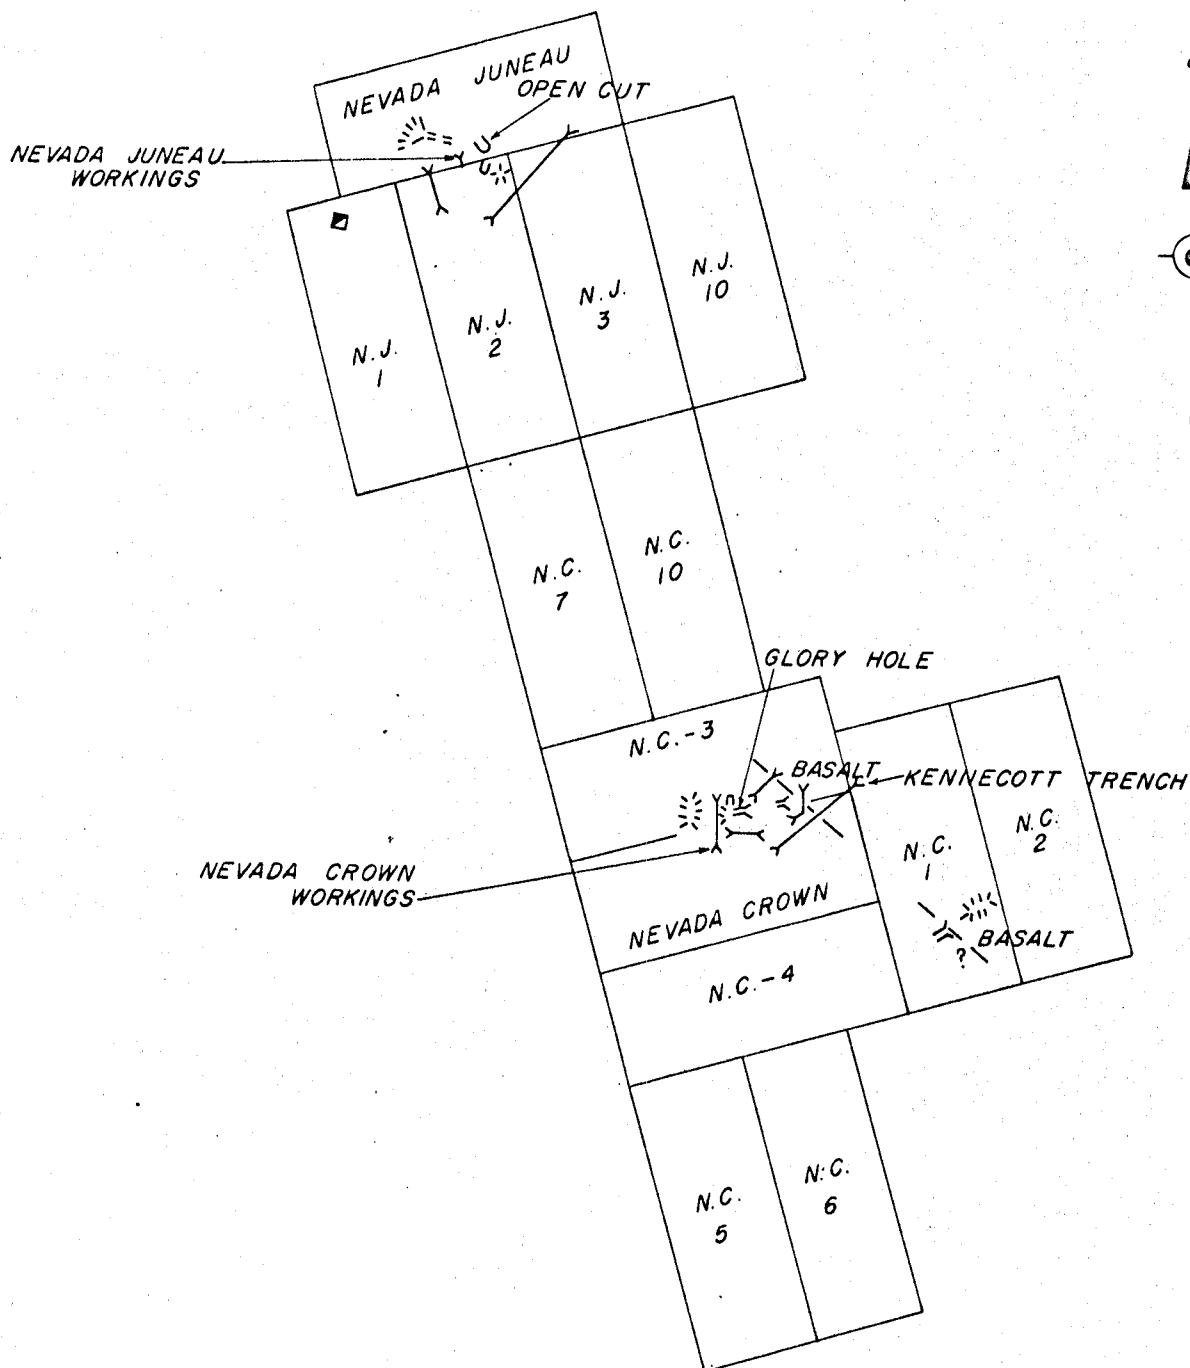 NEVADA JUNEAU
OPEN CUT
NEVADA JUNEAU
WORKINGS
N.J.
1
N.J.
2
N.J.
3
N.J.
10
N.C.
7
N.C.
10
GLORY HOLE
N.C.-3
BASALT
KENNECOTT TRENCH
NEVADA CROWN
WORKINGS
N.C.
1
N.C.
2
NEVADA CROWN
BASALT
?
N.C.-4
N.C.
5
N.C.
6